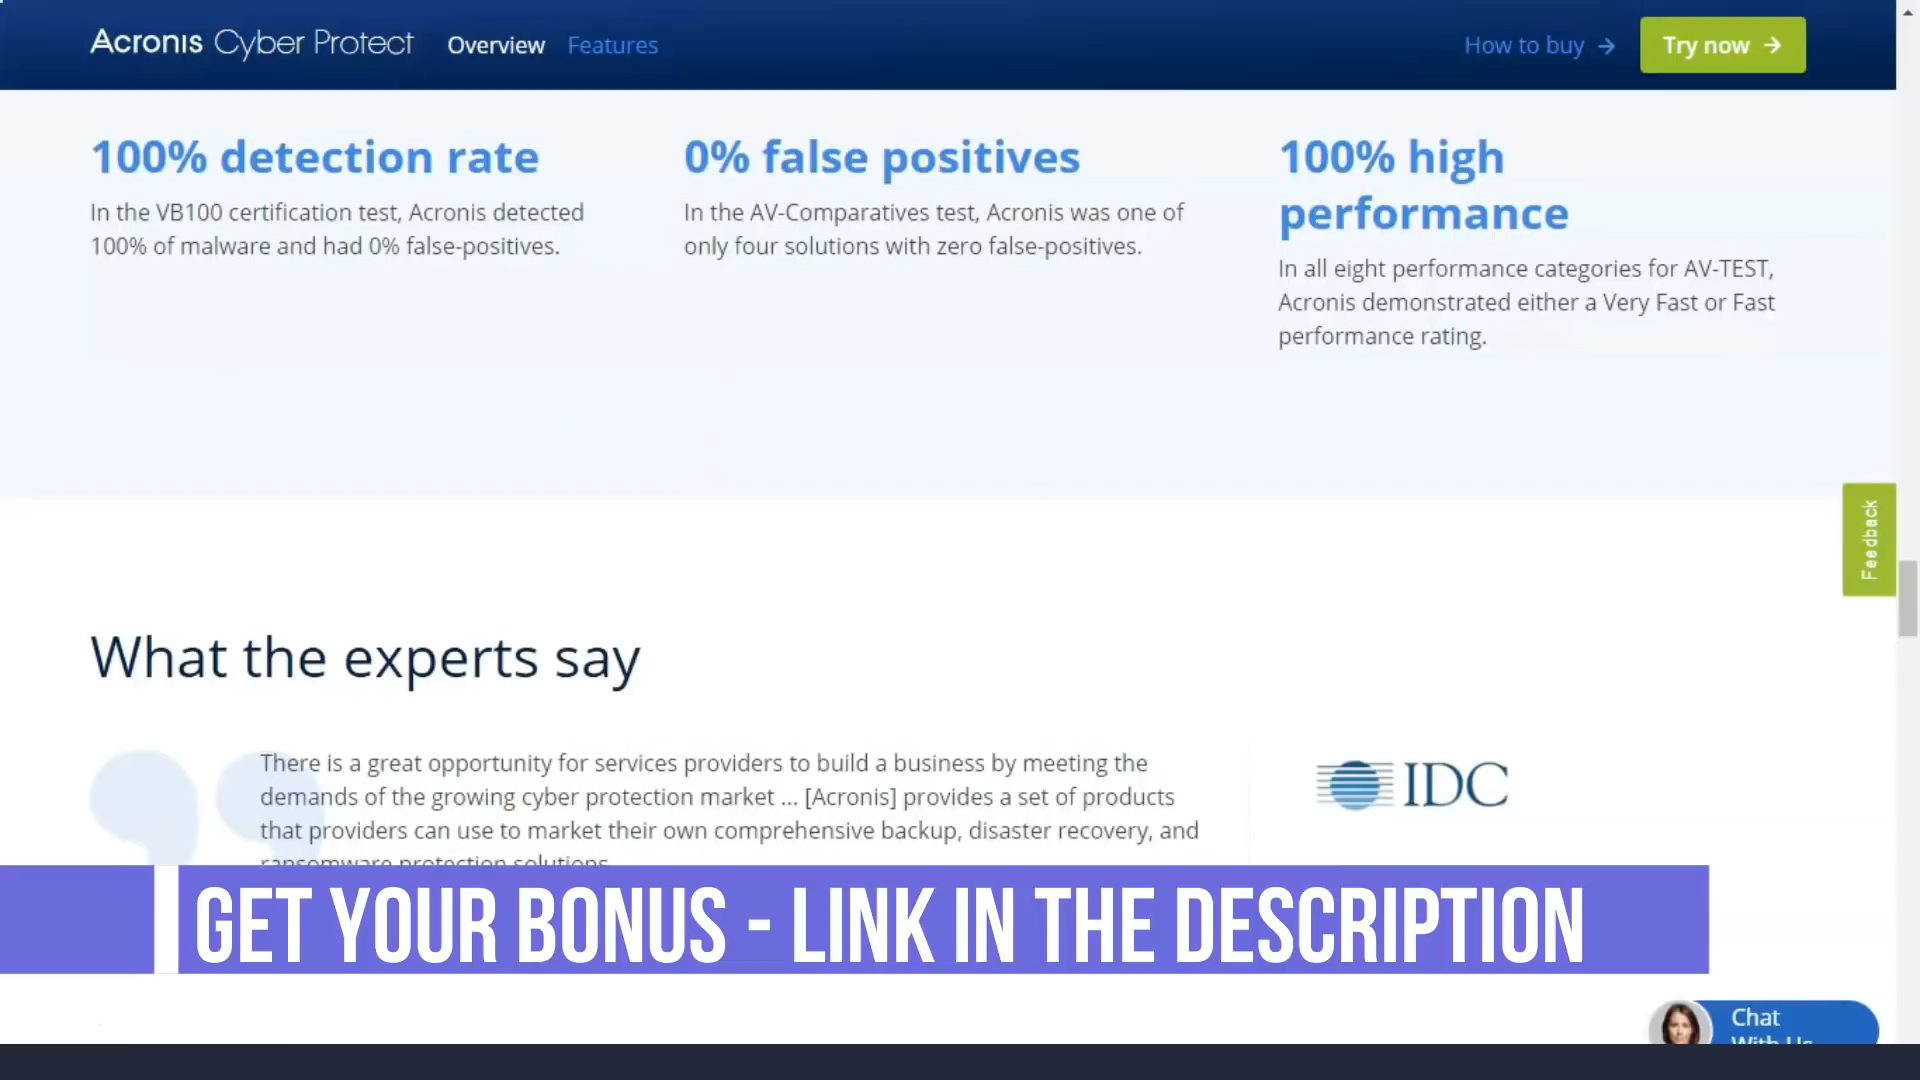 Acronis Cyber Protect
Overview
Features
How to buy →
Try now →
100% detection rate
In the VB100 certification test, Acronis detected
100% of malware and had 0% false-positives.
0% false positives
In the AV-Comparatives test, Acronis was one of
only four solutions with zero false-positives.
100% high
performance
In all eight performance categories for AV-TEST,
Acronis demonstrated either a Very Fast or Fast
performance rating.
Feedback
What the experts say
There is a great opportunity for services providers to build a business by meeting the
demands of the growing cyber protection market ... [Acronis] provides a set of products
that providers can use to market their own comprehensive backup, disaster recovery, and
ransomware protection solutions.
IDC
GET YOUR BONUS - LINK IN THE DESCRIPTION
Chat
With Us